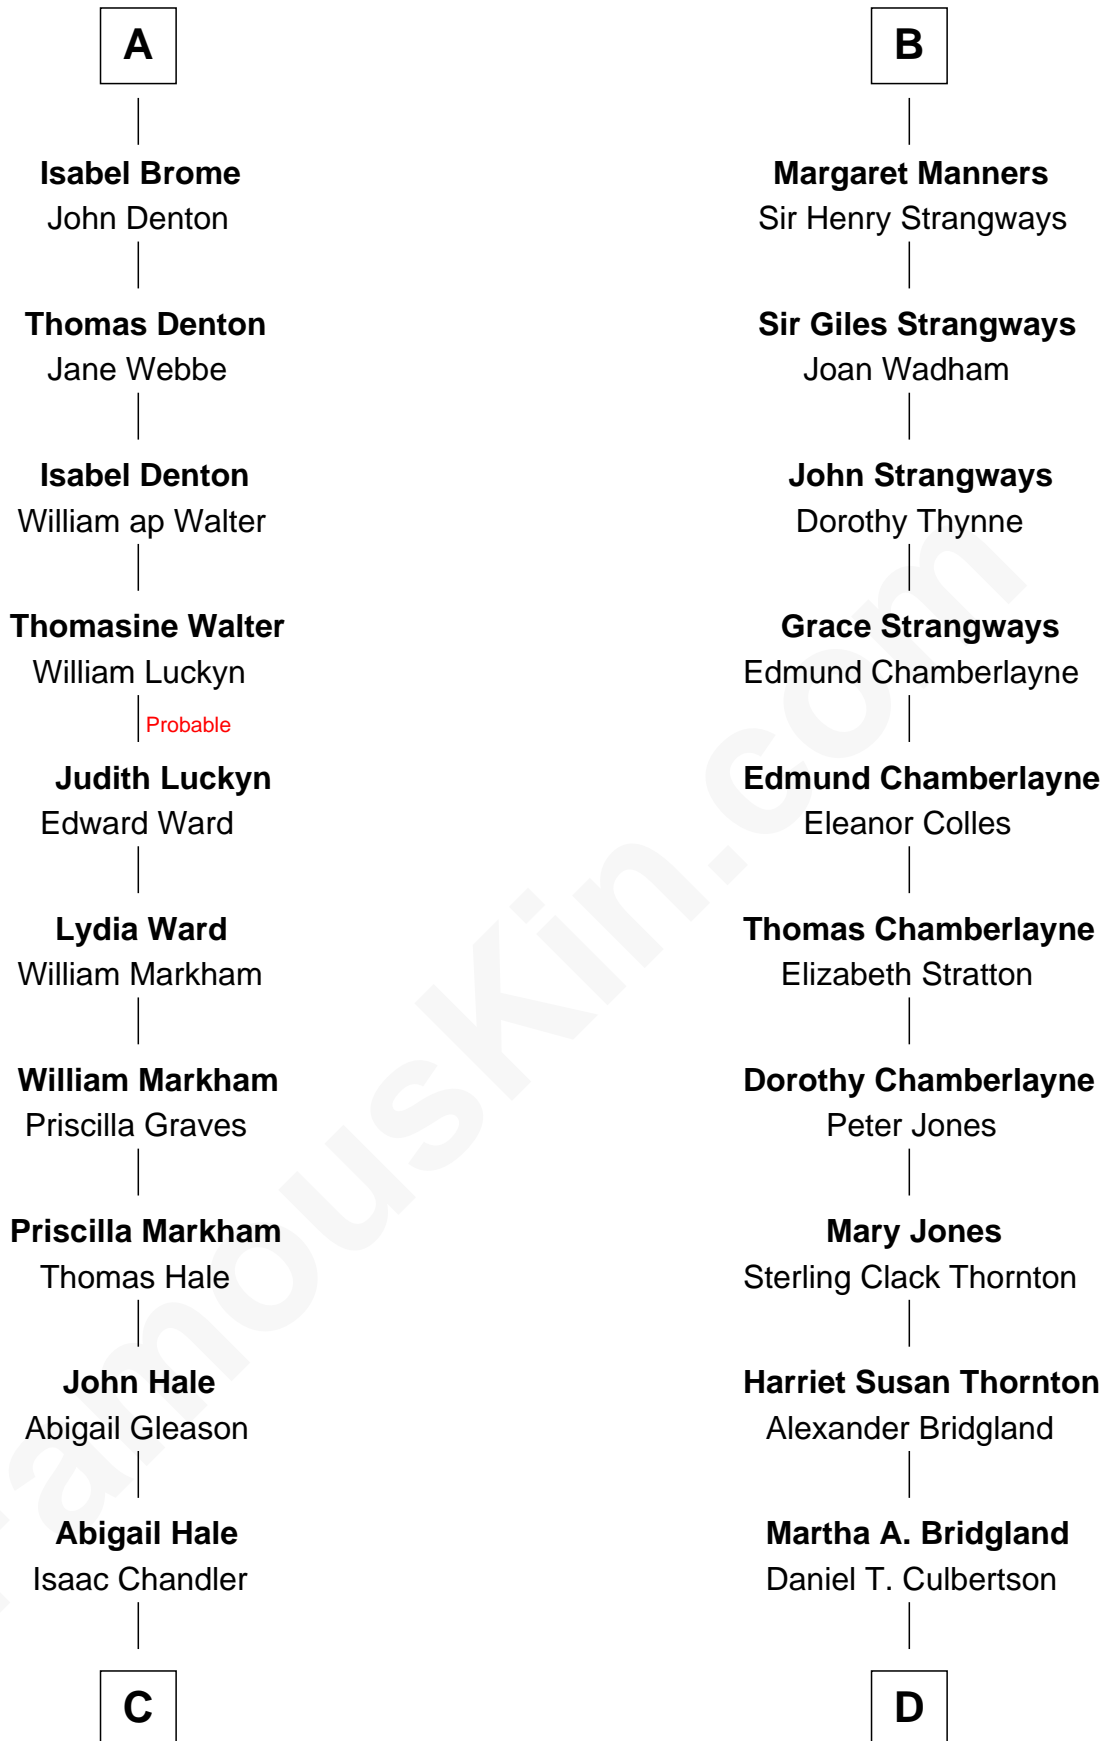 A
Isabel Brome
John Denton
Thomas Denton
Jane Webbe
Isabel Denton
William ap Walter
Thomasine Walter
William Luckyn
Probable
Judith Luckyn
Edward Ward
Lydia Ward
William Markham
William Markham
Priscilla Graves
Priscilla Markham
Thomas Hale
John Hale
Abigail Gleason
Abigail Hale
Isaac Chandler
C
B
Margaret Manners
Sir Henry Strangways
Sir Giles Strangways
Joan Wadham
John Strangways
Dorothy Thynne
Grace Strangways
Edmund Chamberlayne
Edmund Chamberlayne
Eleanor Colles
Thomas Chamberlayne
Elizabeth Stratton
Dorothy Chamberlayne
Peter Jones
Mary Jones
Sterling Clack Thornton
Harriet Susan Thornton
Alexander Bridgland
Martha A. Bridgland
Daniel T. Culbertson
D
FamousKin.com